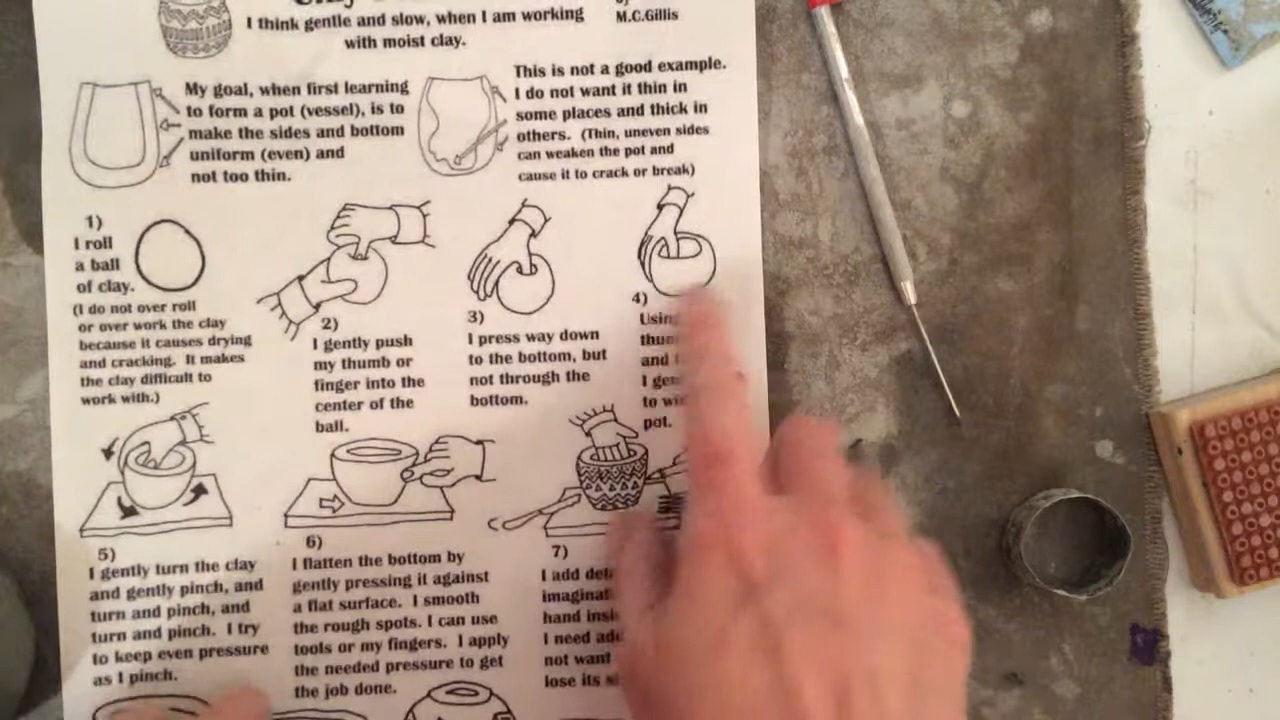 I think gentle and slow, when I am working
with moist clay.
M.C.Gillis
My goal, when first learning
to form a pot (vessel), is to
make the sides and bottom
uniform (even) and
not too thin.
This is not a good example.
I do not want it thin in
some places and thick in
others. (Thin, uneven sides
can weaken the pot and
cause it to crack or break)
1)
I roll
a ball
of clay.
(I do not over roll
or over work the clay
because it causes drying
and cracking. It makes
the clay difficult to
work with.)
2)
I gently push
my thumb or
finger into the
center of the
ball.
3)
I press way down
to the bottom, but
not through the
bottom.
4)
Using
and
I
to
pot.
5)
I gently turn the clay
and gently pinch, and
turn and pinch, and
turn and pinch. I try
to keep even pressure
as I pinch.
6)
I flatten the bottom by
gently pressing it against
a flat surface. I smooth
the rough spots. I can use
tools or my fingers. I apply
the needed pressure to get
the job done.
7)
I add
hand
I need
not want
lose its